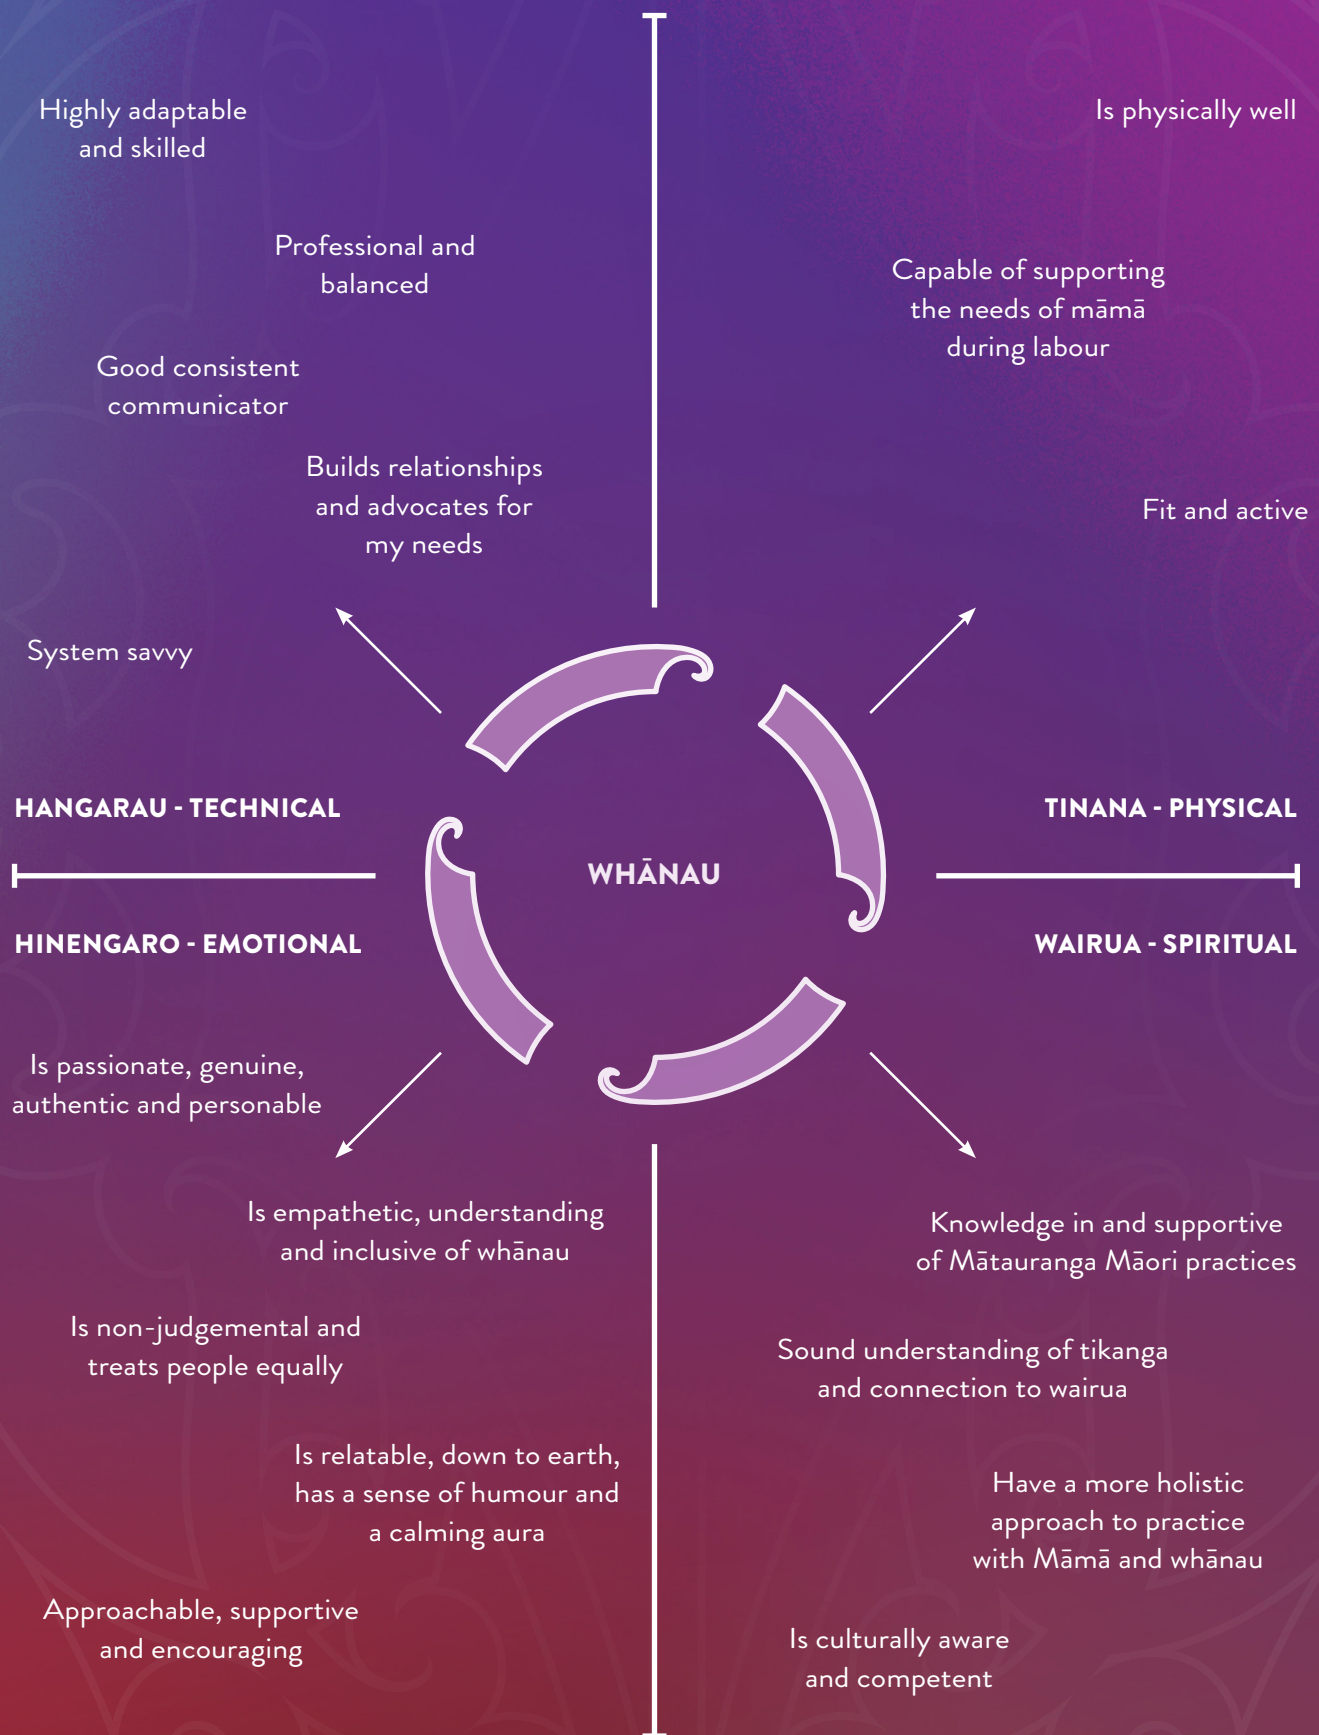 Highly adaptable
and skilled
Professional and
balanced
Good consistent
communicator
Builds relationships
and advocates for
my needs
System savvy
HANGARAU - TECHNICAL
Is physically well
Capable of supporting
the needs of māmā
during labour
Fit and active
TINANA - PHYSICAL
WHĀNAU
HINENGARO - EMOTIONAL
Is passionate, genuine,
authentic and personable
Is empathetic, understanding
and inclusive of whānau
Is non-judgemental and
treats people equally
Is relatable, down to earth,
has a sense of humour and
a calming aura
Approachable, supportive
and encouraging
WAIRUA - SPIRITUAL
Knowledge in and supportive
of Mātauranga Māori practices
Sound understanding of tikanga
and connection to wairua
Have a more holistic
approach to practice
with Māmā and whānau
Is culturally aware
and competent